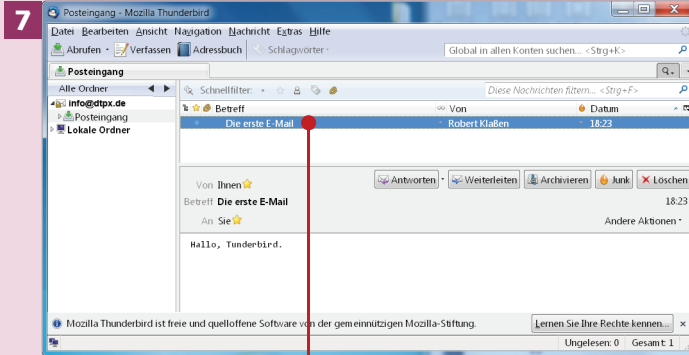 7
Posteingang - Mozilla Thunderbird
Datei Bearbeiten Ansicht Navigation Nachricht Extras Hilfe
Abrufen Verfassen Adressbuch Schlagwörter Global in allen Konten suchen... <Strg+K>
Posteingang
Alle Ordner Schnellfilter: Diese Nachrichten filtern... <Strg+F>
info@dtpx.de Betreff Von Datum
Posteingang Die erste E-Mail Robert Klaßen 18:23
Lokale Ordner
Von Ihnen Antworten Weiterleiten Archivieren Junk Löschen
Betreff Die erste E-Mail 18:23
An Sie Andere Aktionen
Hallo, Tunderbird.
Mozilla Thunderbird ist freie und quelloffene Software von der gemeinnützigen Mozilla-Stiftung. Lernen Sie Ihre Rechte kennen...
Ungelesen: 0 Gesamt: 1